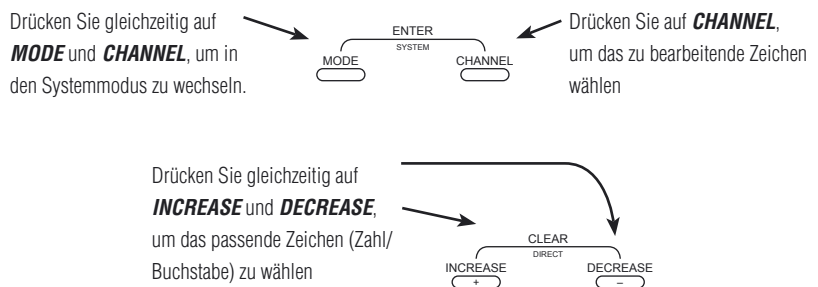 Drücken Sie gleichzeitig auf
MODE und CHANNEL, um in
den Systemmodus zu wechseln.
ENTER
SYSTEM
MODE
CHANNEL
Drücken Sie auf CHANNEL,
um das zu bearbeitende Zeichen
wählen
Drücken Sie gleichzeitig auf
INCREASE und DECREASE,
um das passende Zeichen (Zahl/
Buchstabe) zu wählen
CLEAR
DIRECT
INCREASE
+
DECREASE
–